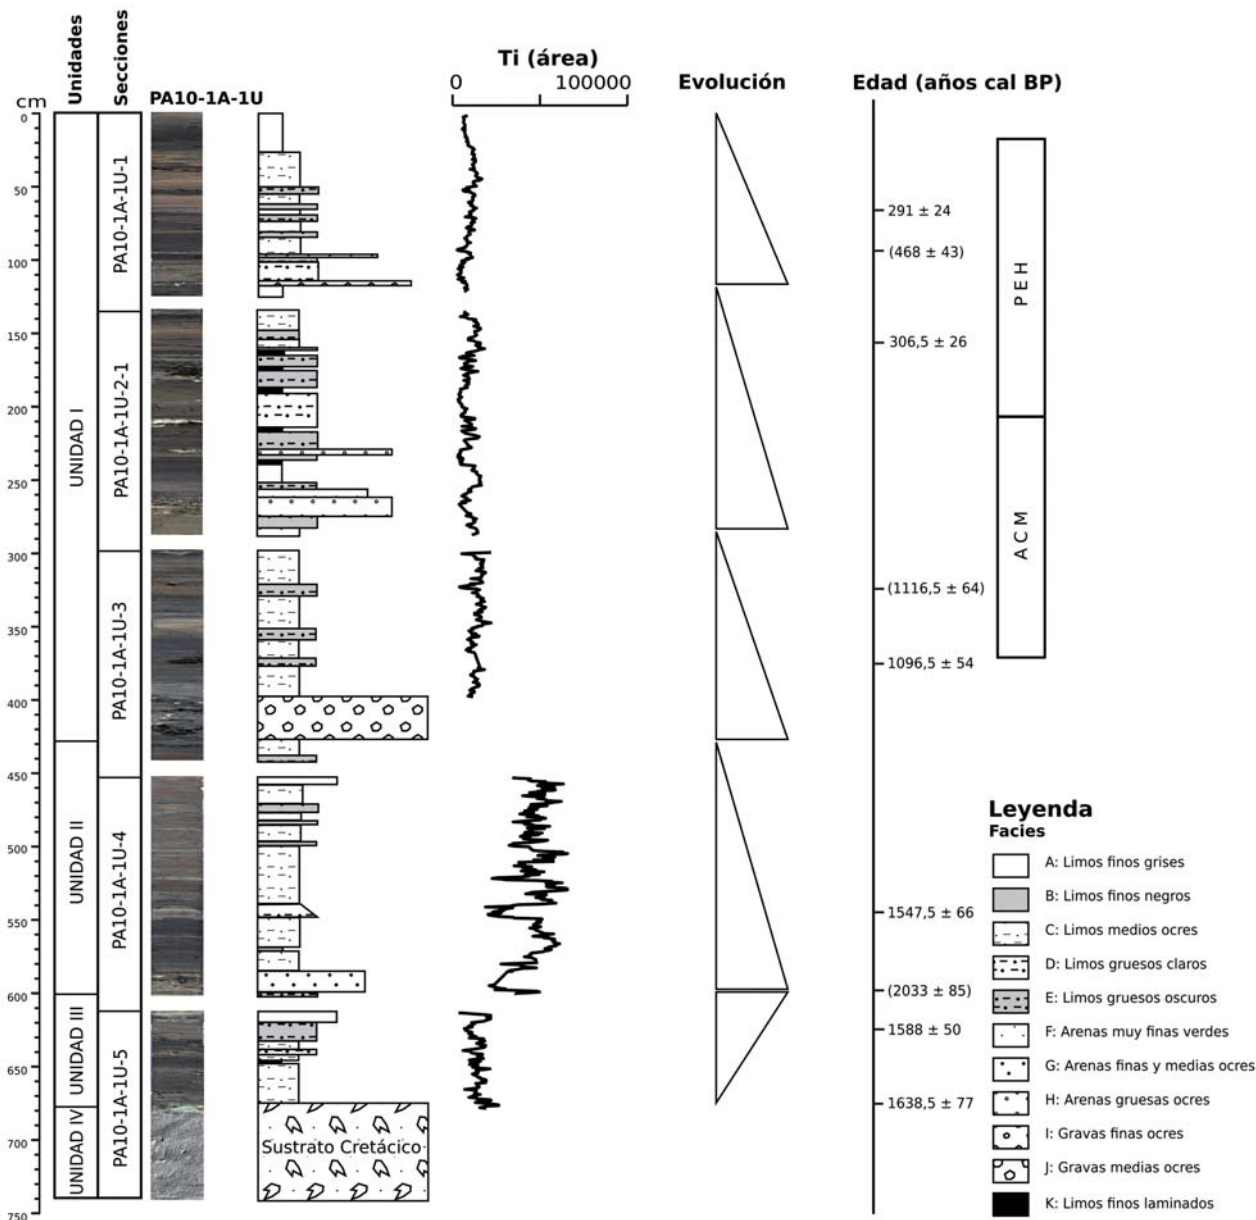 Unidades
Secciones
Ti (área)
0 100000
Evolución
Edad (años cal BP)
cm
PA10-1A-1U
0
50
100
150
200
250
300
350
400
450
500
550
600
650
700
750
UNIDAD I
UNIDAD II
UNIDAD III
UNIDAD IV
PA10-1A-1U-1
PA10-1A-1U-2-1
PA10-1A-1U-3
PA10-1A-1U-4
PA10-1A-1U-5
Sustrato Cretácico
291 ± 24
(468 ± 43)
306,5 ± 26
(1116,5 ± 64)
1096,5 ± 54
1547,5 ± 66
(2033 ± 85)
1588 ± 50
1638,5 ± 77
PEH
ACM
Leyenda
Facies
A: Limos finos grises
B: Limos finos negros
C: Limos medios ocres
D: Limos gruesos claros
E: Limos gruesos oscuros
F: Arenas muy finas verdes
G: Arenas finas y medias ocres
H: Arenas gruesas ocres
I: Gravas finas ocres
J: Gravas medias ocres
K: Limos finos laminados